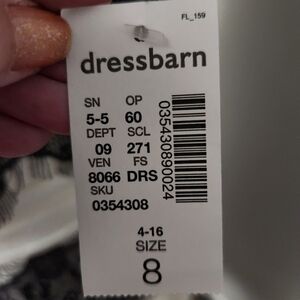 FL_159
dressbarn
SN OP
5-5 60
DEPT SCL
09 271
VEN FS
8066 DRS
SKU
0354308
035430890024
4-16
SIZE
8